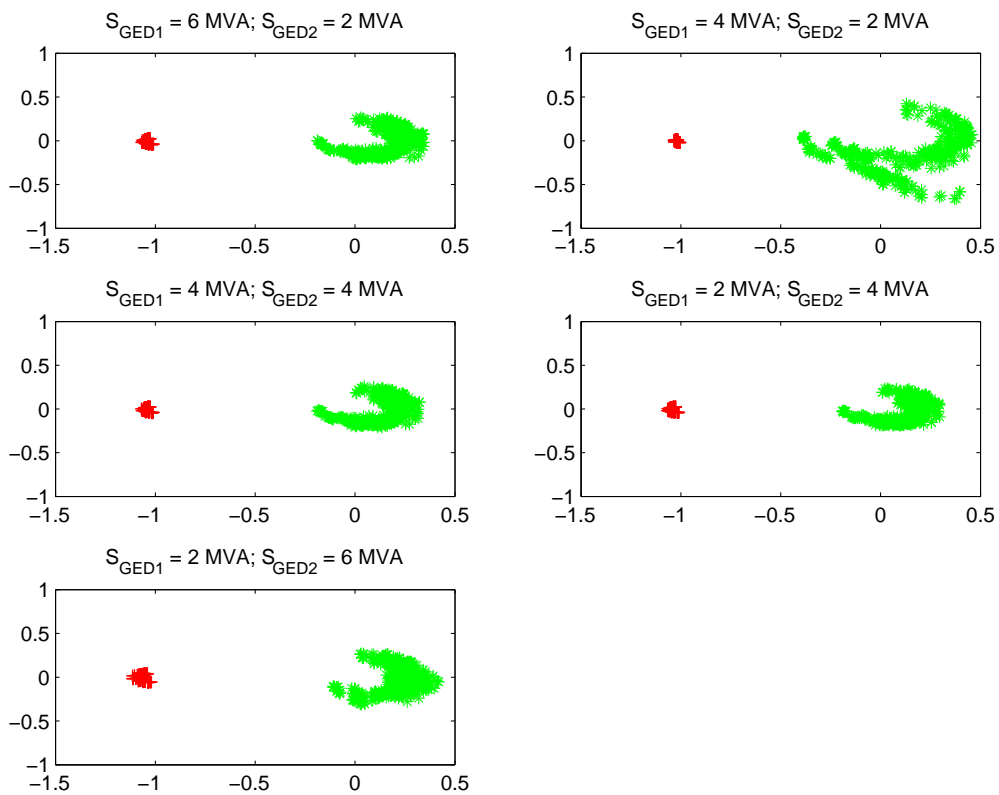 S_GED1 = 6 MVA; S_GED2 = 2 MVA
1
0.5
0
−0.5
−1
−1.5 −1 −0.5 0 0.5
S_GED1 = 4 MVA; S_GED2 = 2 MVA
1
0.5
0
−0.5
−1
−1.5 −1 −0.5 0 0.5
S_GED1 = 4 MVA; S_GED2 = 4 MVA
1
0.5
0
−0.5
−1
−1.5 −1 −0.5 0 0.5
S_GED1 = 2 MVA; S_GED2 = 4 MVA
1
0.5
0
−0.5
−1
−1.5 −1 −0.5 0 0.5
S_GED1 = 2 MVA; S_GED2 = 6 MVA
1
0.5
0
−0.5
−1
−1.5 −1 −0.5 0 0.5